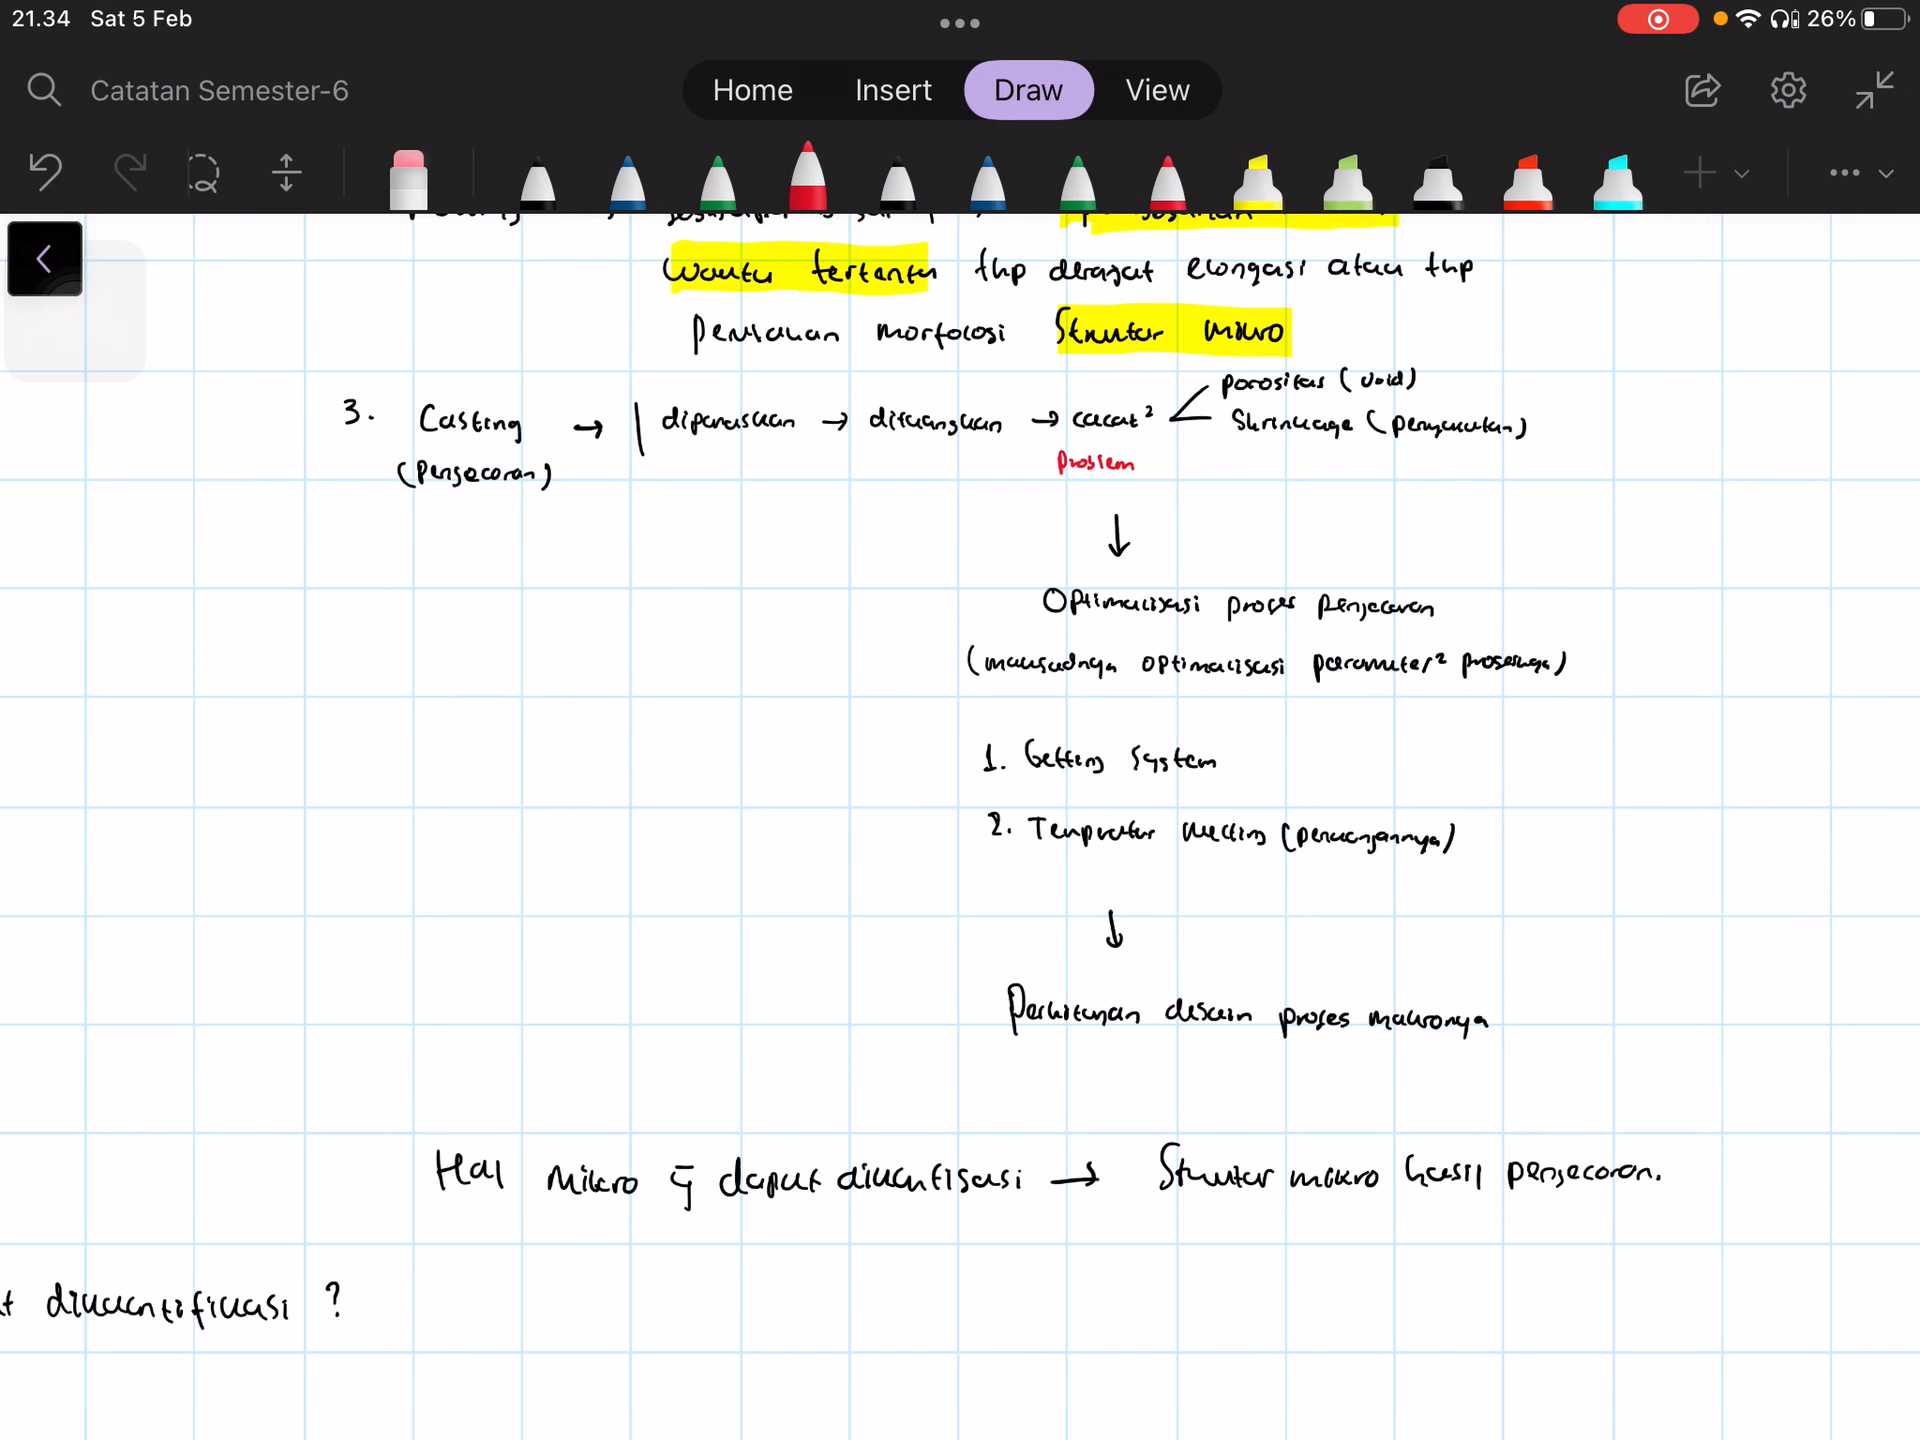 21.34 Sat 5 Feb
26%
Catatan Semester-6
Home Insert Draw View
waktu tertentu thp derajat elongasi atau thp
Perubahan morfologi Struktur mikro
3. Casting → | dipanaskan → dituangkan → cacat² < porositas (void)
Shrinkage (penyusutan)
(Pengecoran)
Problem
↓
Optimalisasi proses pengecoran
(maksudnya optimalisasi parameter² prosesnya)
1. Getting System
2. Tempratur melting (penuangannya)
↓
Perhitungan desain proses makronya
Hal mikro yg dapat dikuantisasi → Struktur mikro hasil pengecoran.
t dikuantifikasi ?